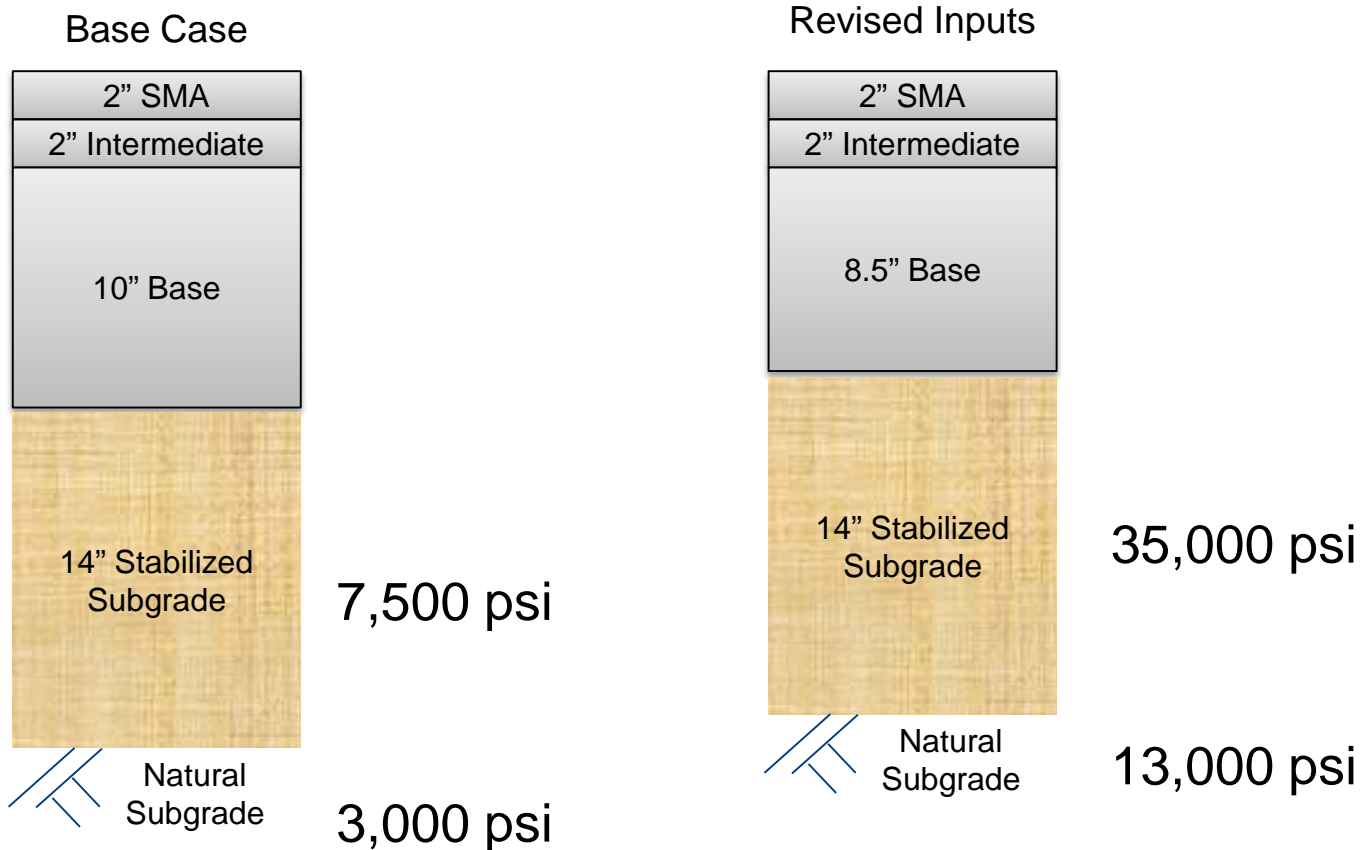 Base Case
2” SMA
2” Intermediate
10” Base
14” Stabilized
Subgrade
7,500 psi
Natural
Subgrade
3,000 psi
Revised Inputs
2” SMA
2” Intermediate
8.5” Base
14” Stabilized
Subgrade
35,000 psi
Natural
Subgrade
13,000 psi